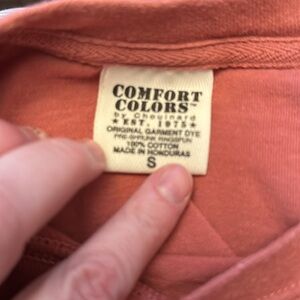 COMFORT
COLORS™
by Chouinard
★ EST. 1975 ★
ORIGINAL GARMENT DYE
PRE-SHRUNK RINGSPUN
100% COTTON
MADE IN HONDURAS
S